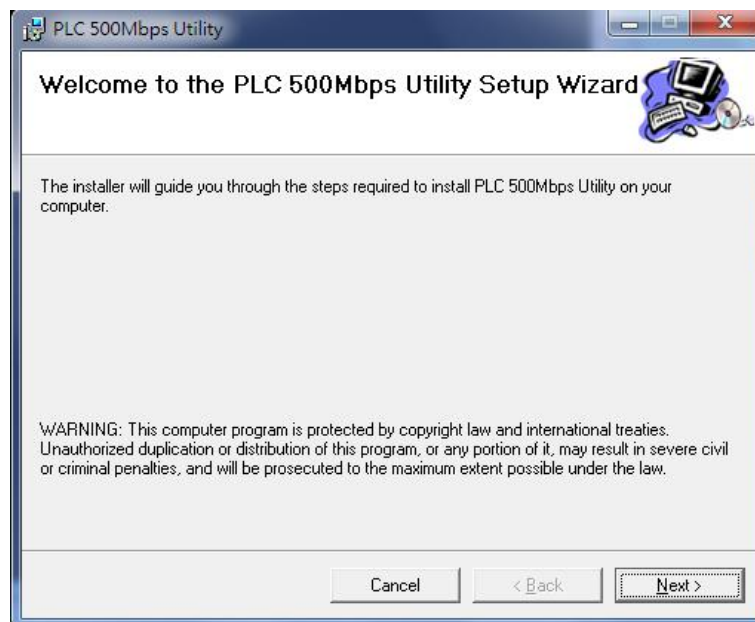 PLC 500Mbps Utility
Welcome to the PLC 500Mbps Utility Setup Wizard
The installer will guide you through the steps required to install PLC 500Mbps Utility on your
computer.
WARNING: This computer program is protected by copyright law and international treaties.
Unauthorized duplication or distribution of this program, or any portion of it, may result in severe civil
or criminal penalties, and will be prosecuted to the maximum extent possible under the law.
Cancel < Back Next >